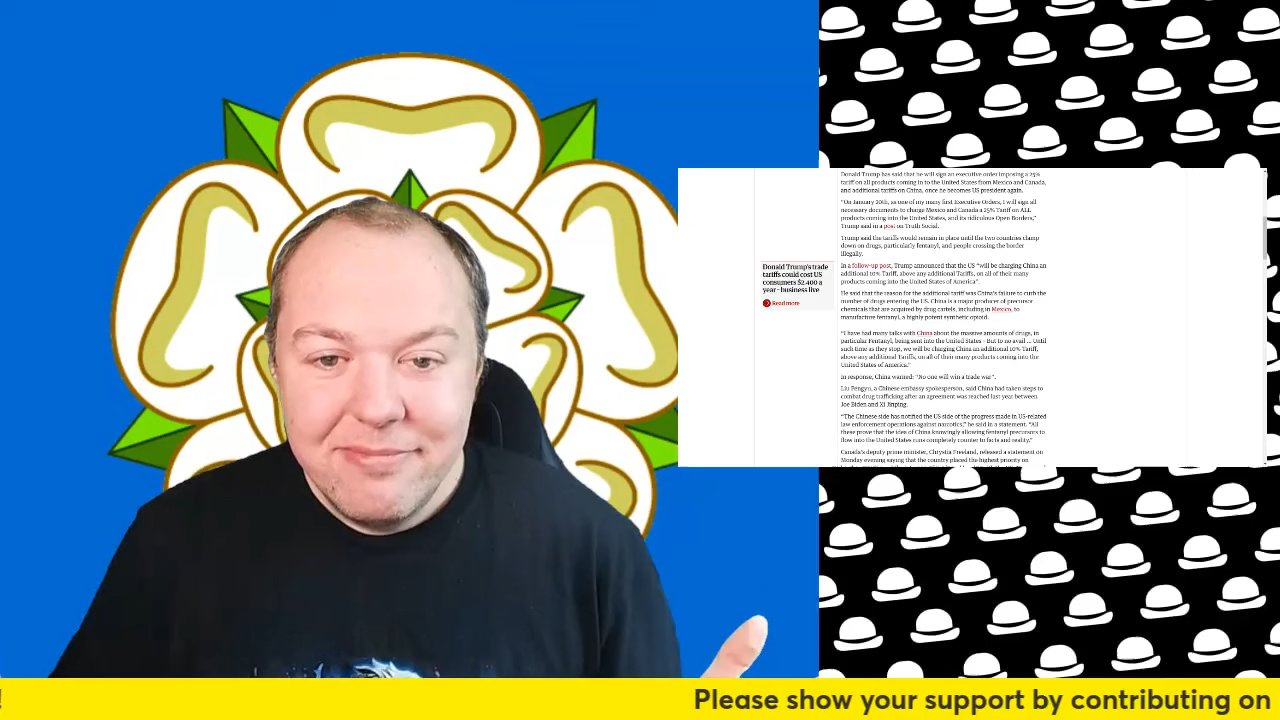 Donald Trump has said that he will sign an executive order imposing a 25%
tariff on all products coming in to the United States from Mexico and Canada,
and additional tariffs on China, once he becomes US president again.
"On January 20th, as one of my many first Executive Orders, I will sign all
necessary documents to charge Mexico and Canada a 25% Tariff on ALL
products coming into the United States, and its ridiculous Open Borders,"
Trump said in a post on Truth Social.
Trump said the tariffs would remain in place until the two countries clamp
down on drugs, particularly fentanyl, and people crossing the border
illegally.
In a follow-up post, Trump announced that the US "will be charging China an
additional 10% Tariff, above any additional Tariffs, on all of their many
products coming into the United States of America".
Donald Trump's trade
tariffs could cost US
consumers $2,400 a
year - business live
Read more
He said that the reason for the additional tariff was China's failure to curb the
number of drugs entering the US. China is a major producer of precursor
chemicals that are acquired by drug cartels, including in Mexico, to
manufacture fentanyl, a highly potent synthetic opioid.
"I have had many talks with China about the massive amounts of drugs, in
particular Fentanyl, being sent into the United States - But to no avail ... Until
such time as they stop, we will be charging China an additional 10% Tariff,
above any additional Tariffs, on all of their many products coming into the
United States of America."
In response, China warned: "No one will win a trade war".
Liu Pengyu, a Chinese embassy spokesperson, said China had taken steps to
combat drug trafficking after an agreement was reached last year between
Joe Biden and Xi Jinping.
"The Chinese side has notified the US side of the progress made in US-related
law enforcement operations against narcotics," he said in a statement. "All
these prove that the idea of China knowingly allowing fentanyl precursors to
flow into the United States runs completely counter to facts and reality."
Canada's deputy prime minister, Chrystia Freeland, released a statement on
Monday evening saying that the country placed the highest priority on
! Please show your support by contributing on